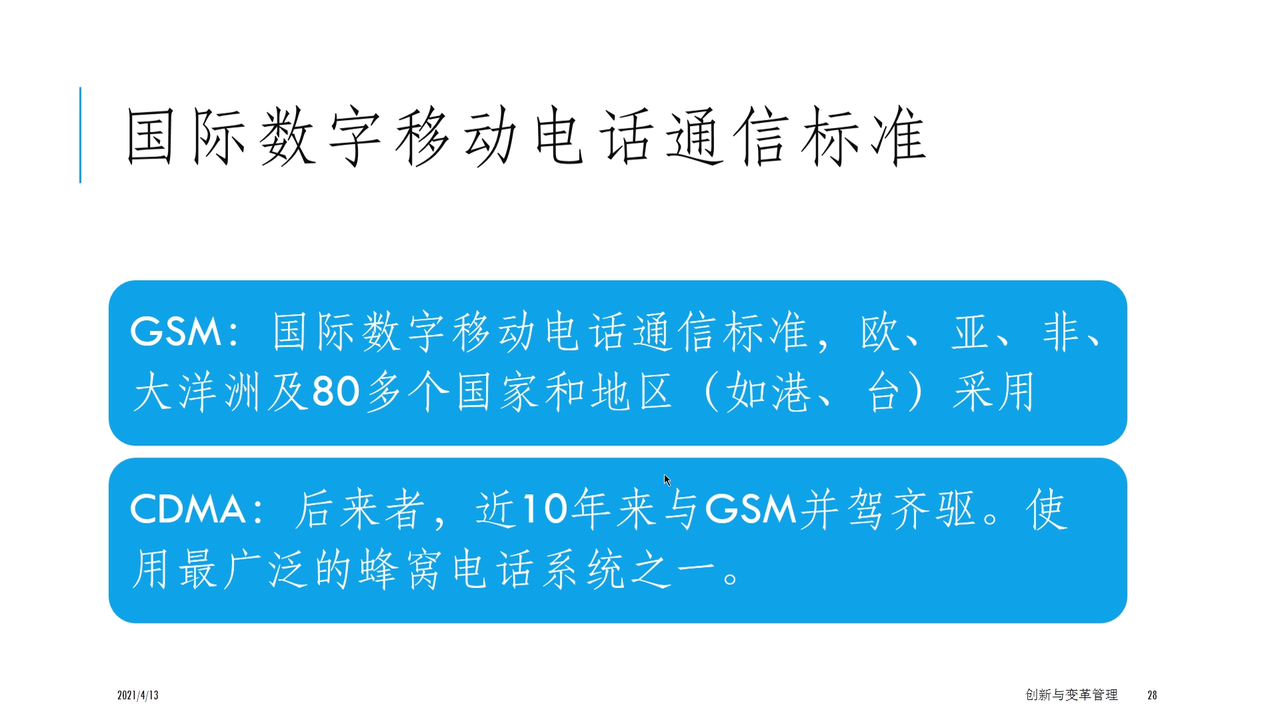 国际数字移动电话通信标准
GSM：国际数字移动电话通信标准，欧、亚、非、
大洋洲及80多个国家和地区（如港、台）采用
CDMA：后来者，近10年来与GSM并驾齐驱。使
用最广泛的蜂窝电话系统之一。
2021/4/13
创新与变革管理
28